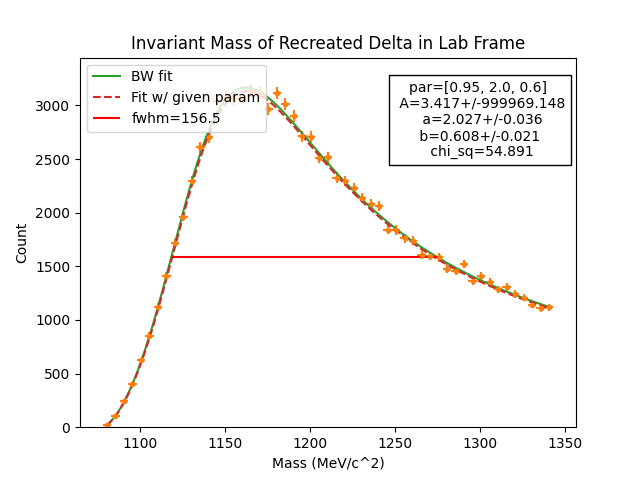 Invariant Mass of Recreated Delta in Lab Frame
BW fit
Fit w/ given param
fwhm=156.5
par=[0.95, 2.0, 0.6]
A=3.417+/-999969.148
a=2.027+/-0.036
b=0.608+/-0.021
chi_sq=54.891
Count
3000
2500
2000
1500
1000
500
0
1100 1150 1200 1250 1300 1350
Mass (MeV/c^2)